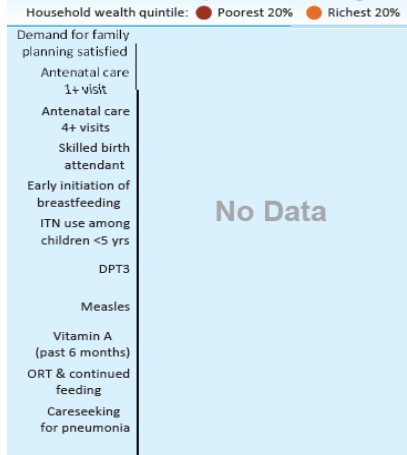 Household wealth quintile: Poorest 20% Richest 20%
Demand for family
planning satisfied
Antenatal care
1+ visit
Antenatal care
4+ visits
Skilled birth
attendant
Early initiation of
breastfeeding
ITN use among
children <5 yrs
DPT3
Measles
Vitamin A
(past 6 months)
ORT & continued
feeding
Careseeking
for pneumonia
No Data